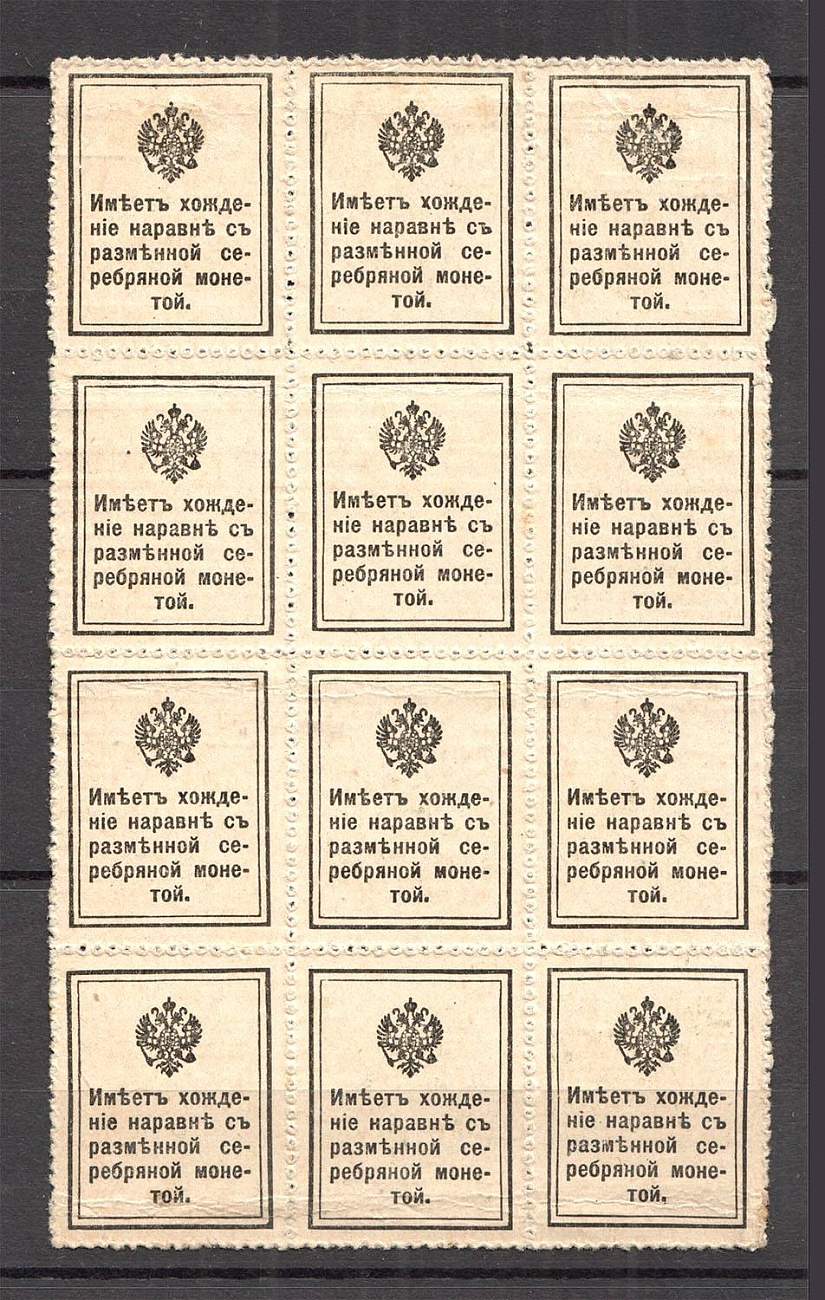 Имѣетъ хожде-
ніе наравнѣ съ
размѣнной се-
ребряной моне-
той.
Имѣетъ хожде-
ніе наравнѣ съ
размѣнной се-
ребряной моне-
той.
Имѣетъ хожде-
ніе наравнѣ съ
размѣнной се-
ребряной моне-
той.
Имѣетъ хожде-
ніе наравнѣ съ
размѣнной се-
ребряной моне-
той.
Имѣетъ хожде-
ніе наравнѣ съ
размѣнной се-
ребряной моне-
той.
Имѣетъ хожде-
ніе наравнѣ съ
размѣнной се-
ребряной моне-
той.
Имѣетъ хожде-
ніе наравнѣ съ
размѣнной се-
ребряной моне-
той.
Имѣетъ хожде-
ніе наравнѣ съ
размѣнной се-
ребряной моне-
той.
Имѣетъ хожде-
ніе наравнѣ съ
размѣнной се-
ребряной моне-
той.
Имѣетъ хожде-
ніе наравнѣ съ
размѣнной се-
ребряной моне-
той.
Имѣетъ хожде-
ніе наравнѣ съ
размѣнной се-
ребряной моне-
той.
Имѣетъ хожде-
ніе наравнѣ съ
размѣнной се-
ребряной моне-
той.